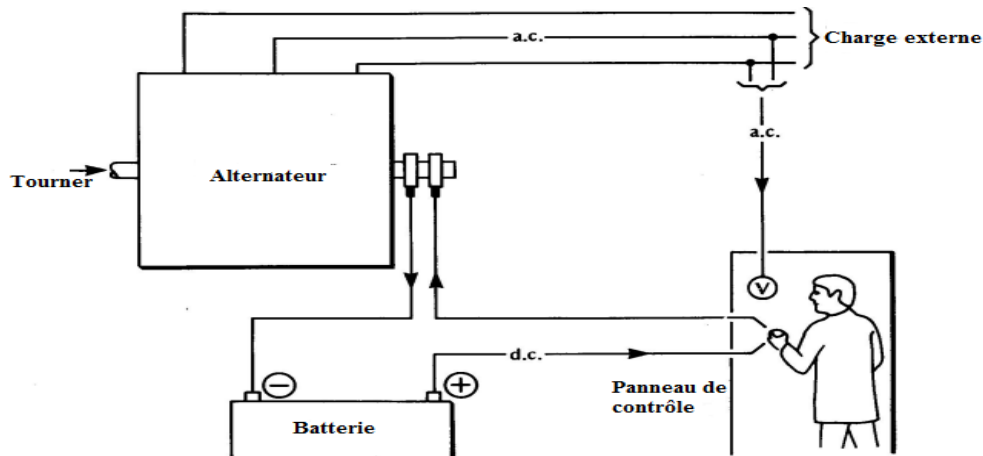 a.c.
Charge externe
a.c.
Tourner
Alternateur
V
d.c.
Panneau de
contrôle
− +
Batterie